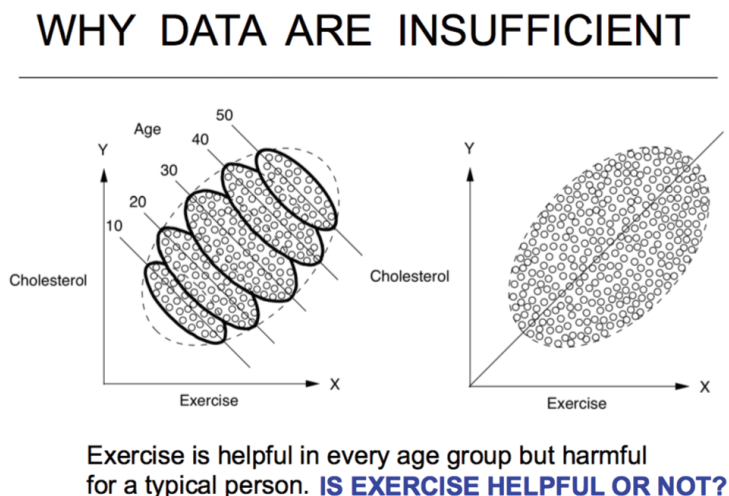 WHY DATA ARE INSUFFICIENT
Age
10
20
30
40
50
Y
Cholesterol
X
Exercise
Y
Cholesterol
X
Exercise
Exercise is helpful in every age group but harmful
for a typical person. IS EXERCISE HELPFUL OR NOT?